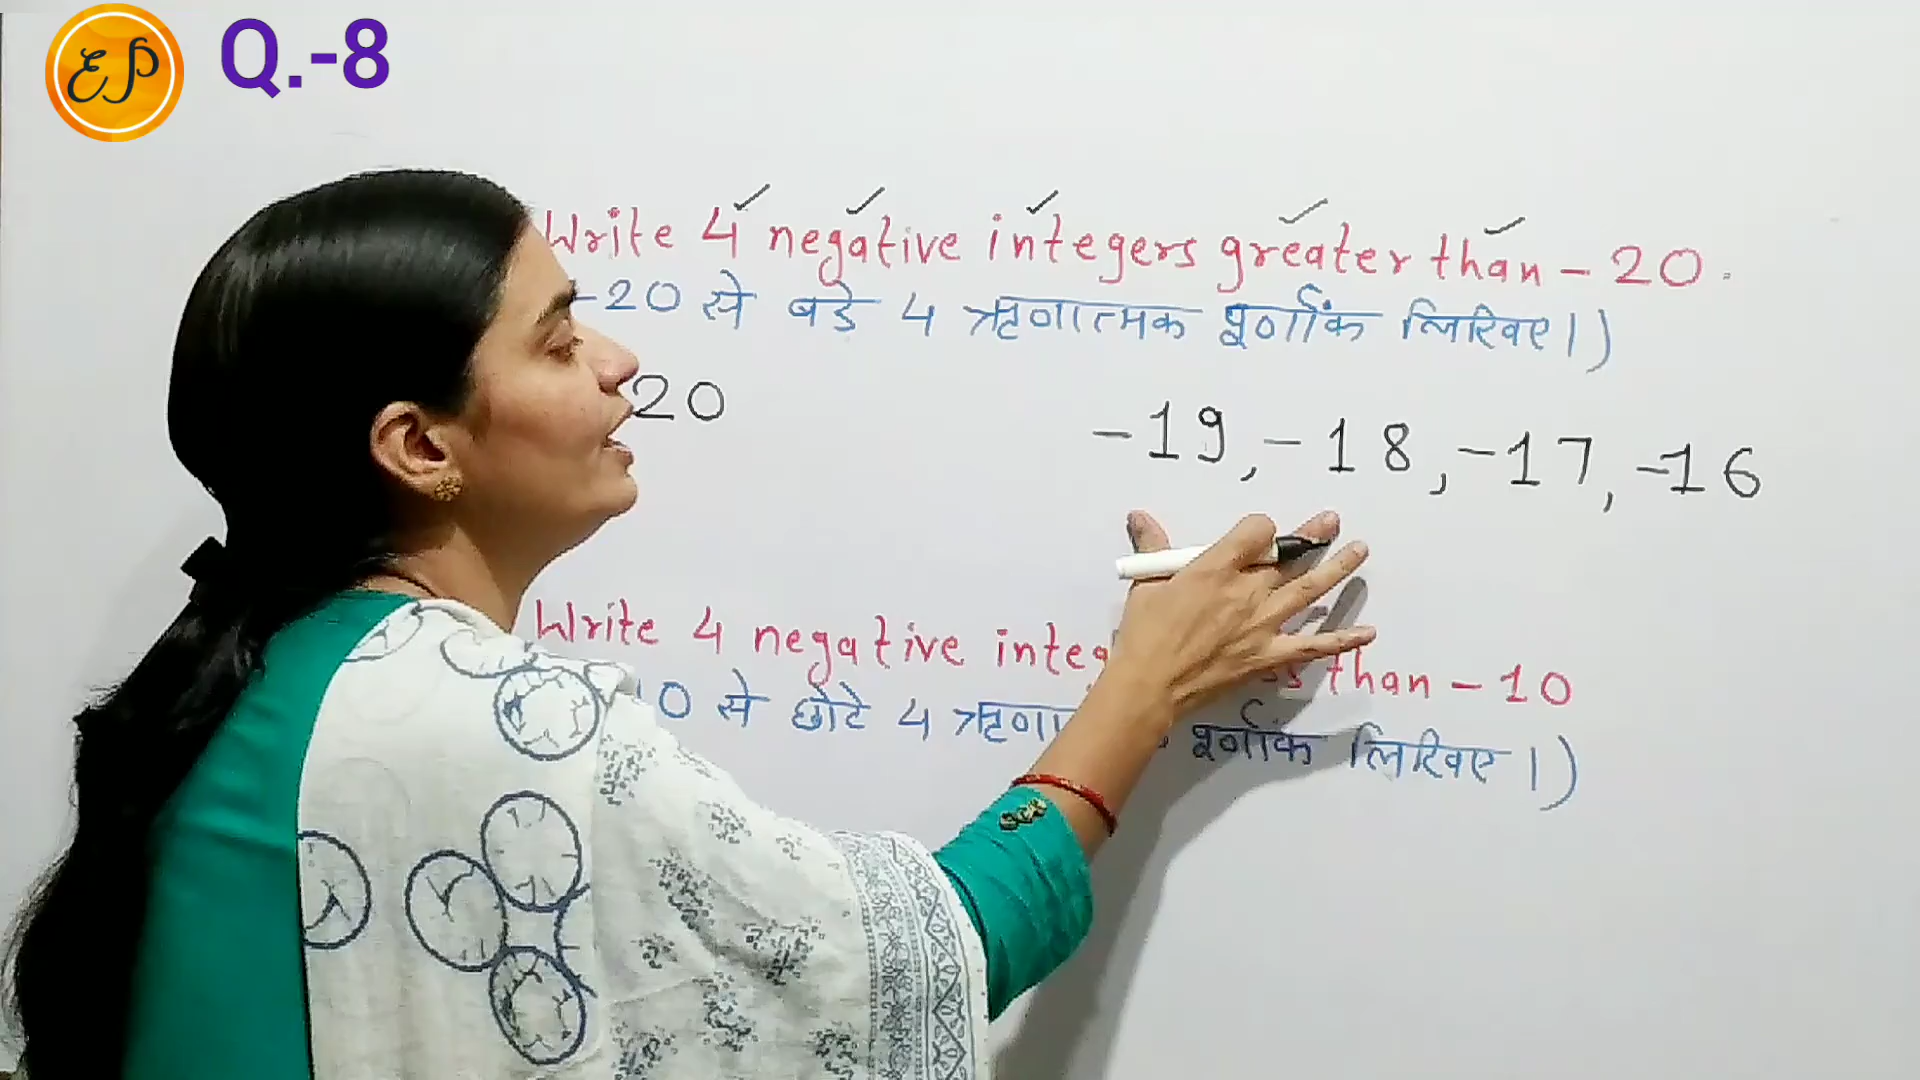 EP Q.-8
Write 4 negative integers greater than -20.
-20 से बड़े 4 ऋणात्मक पूर्णांक लिखिए।)
20
-19, -18, -17, -16
Write 4 negative than -10
से छोटे 4 पूर्णांक लिखिए।)